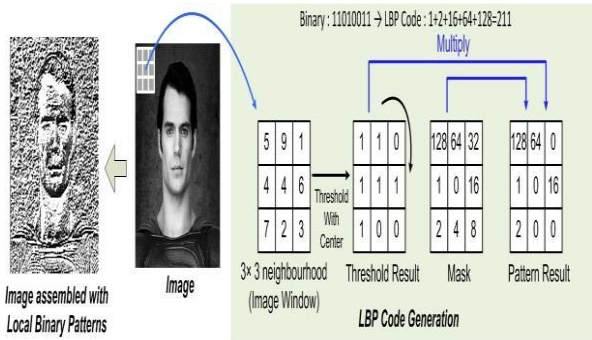 Binary : 11010011 → LBP Code : 1+2+16+64+128=211
Multiply
5 9 1
4 4 6
7 2 3
Threshold
With
Center
1 1 0
1 1 1
1 0 0
128 64 32
1 0 16
2 4 8
128 64 0
1 0 16
2 0 0
3× 3 neighbourhood
(Image Window)
Threshold Result
Mask
Pattern Result
LBP Code Generation
Image
Image assembled with
Local Binary Patterns